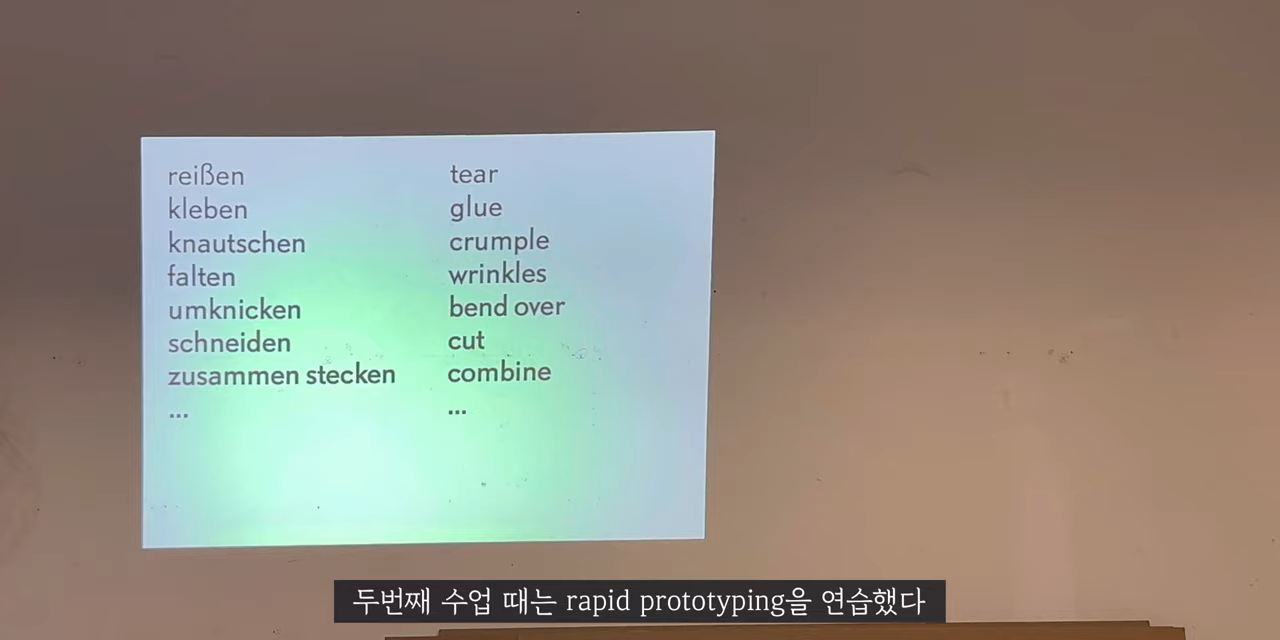 reißen tear
kleben glue
knautschen crumple
falten wrinkles
umknicken bend over
schneiden cut
zusammen stecken combine
... ...
두번째 수업 때는 rapid prototyping을 연습했다